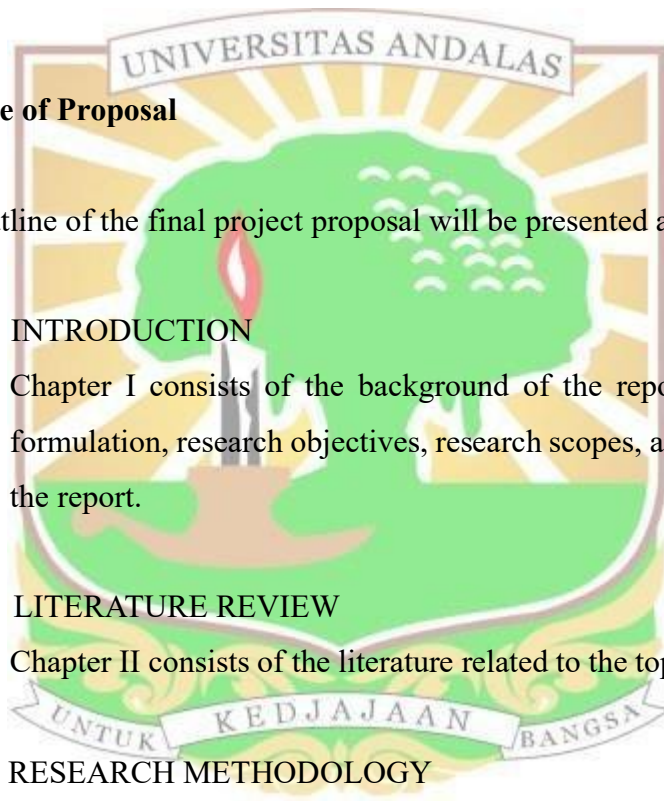 UNIVERSITAS ANDALAS
e of Proposal
tline of the final project proposal will be presented a
INTRODUCTION
Chapter I consists of the background of the repo
formulation, research objectives, research scopes, a
the report.
LITERATURE REVIEW
Chapter II consists of the literature related to the top
UNTUK KEDJAJAAN BANGSA
RESEARCH METHODOLOGY